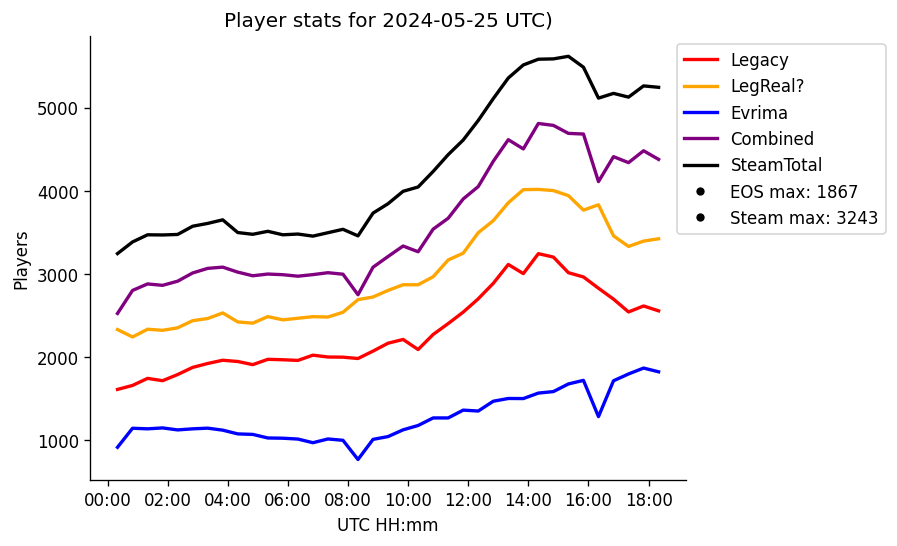 Player stats for 2024-05-25 UTC)
Players
5000
4000
3000
2000
1000
00:00 02:00 04:00 06:00 08:00 10:00 12:00 14:00 16:00 18:00
UTC HH:mm
Legacy
LegReal?
Evrima
Combined
SteamTotal
EOS max: 1867
Steam max: 3243